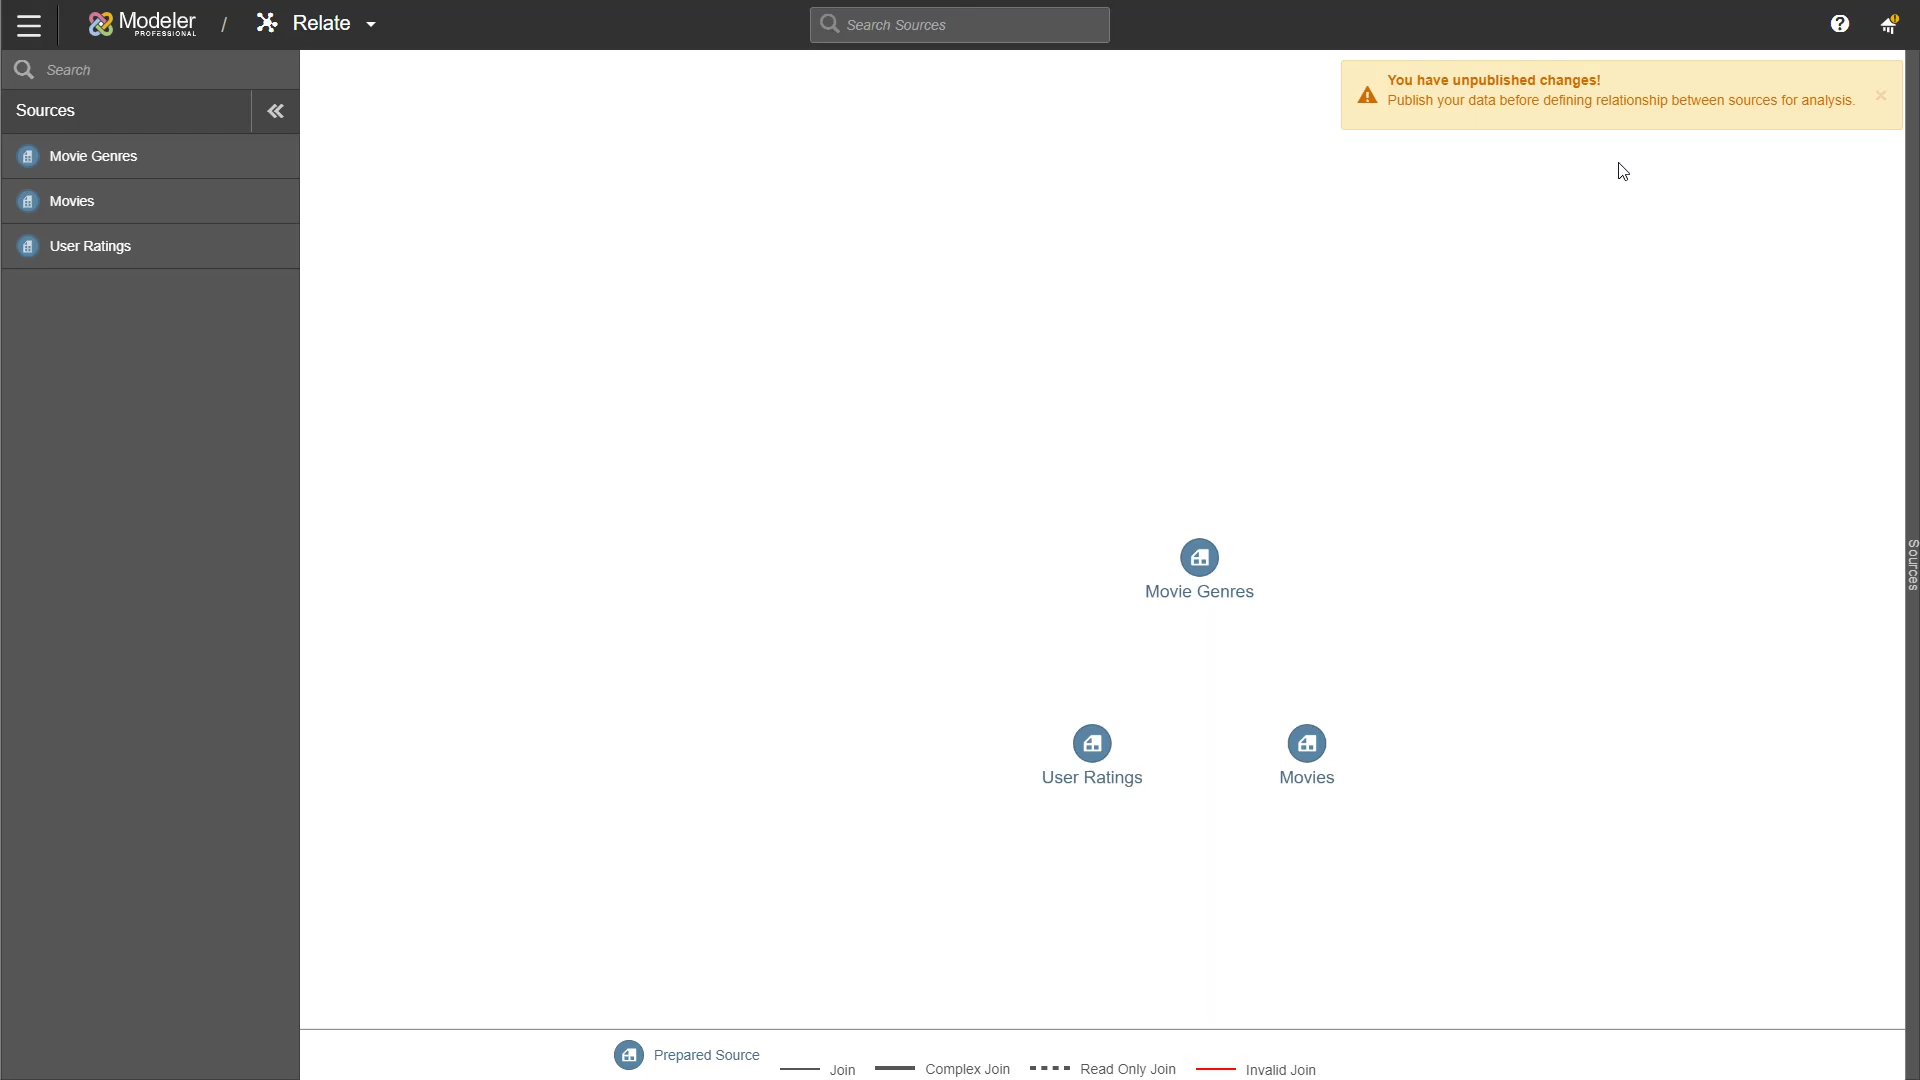 Modeler
PROFESSIONAL
/
Relate
Search Sources
Search
You have unpublished changes!
Publish your data before defining relationship between sources for analysis.
Sources
Movie Genres
Movies
User Ratings
Movie Genres
User Ratings
Movies
Sources
Prepared Source
Join
Complex Join
Read Only Join
Invalid Join